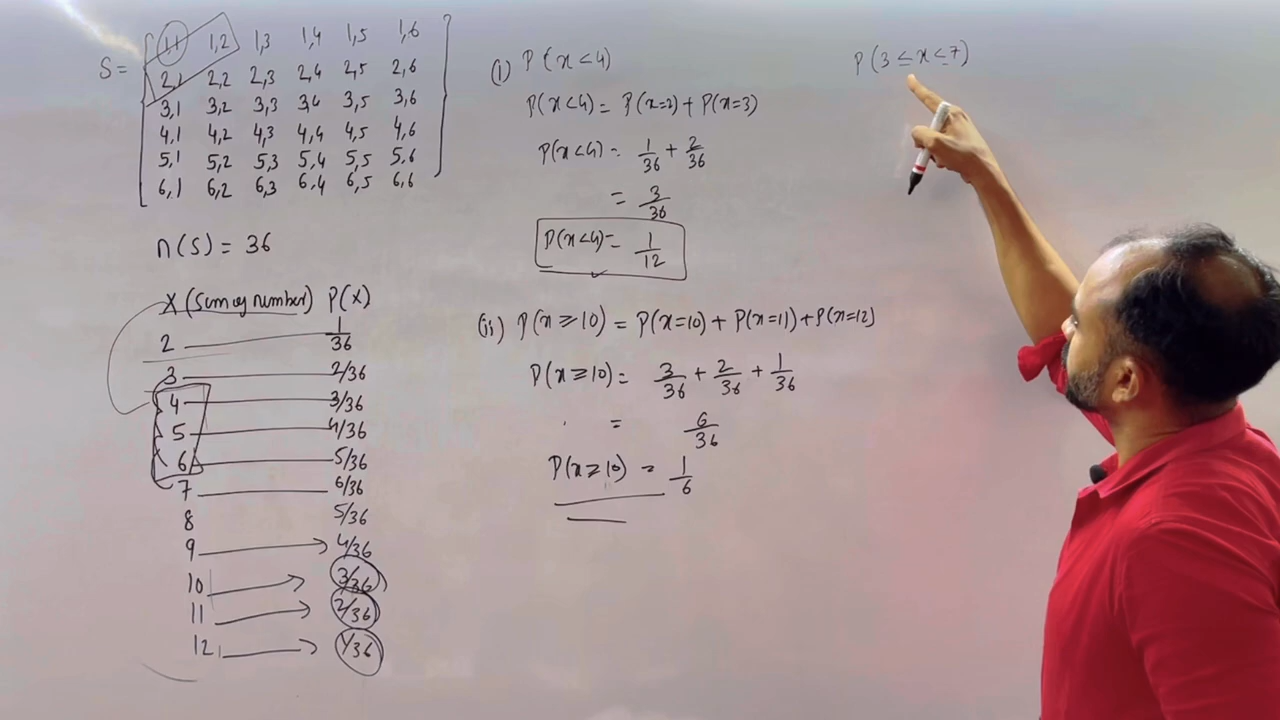 S =
1,1 1,2 1,3 1,4 1,5 1,6
2,1 2,2 2,3 2,4 2,5 2,6
3,1 3,2 3,3 3,4 3,5 3,6
4,1 4,2 4,3 4,4 4,5 4,6
5,1 5,2 5,3 5,4 5,5 5,6
6,1 6,2 6,3 6,4 6,5 6,6
n(S) = 36
X (Sum of number) P(X)
2 1/36
3 2/36
4 3/36
5 4/36
6 5/36
7 6/36
8 5/36
9 4/36
10 3/36
11 2/36
12 1/36
(i) P(x<4)
P(x<4) = P(x=2) + P(x=3)
P(x<4) = 1/36 + 2/36
= 3/36
P(x<4) = 1/12
(ii) P(x≥10) = P(x=10) + P(x=11) + P(x=12)
P(x≥10) = 3/36 + 2/36 + 1/36
= 6/36
P(x≥10) = 1/6
P(3≤x≤7)